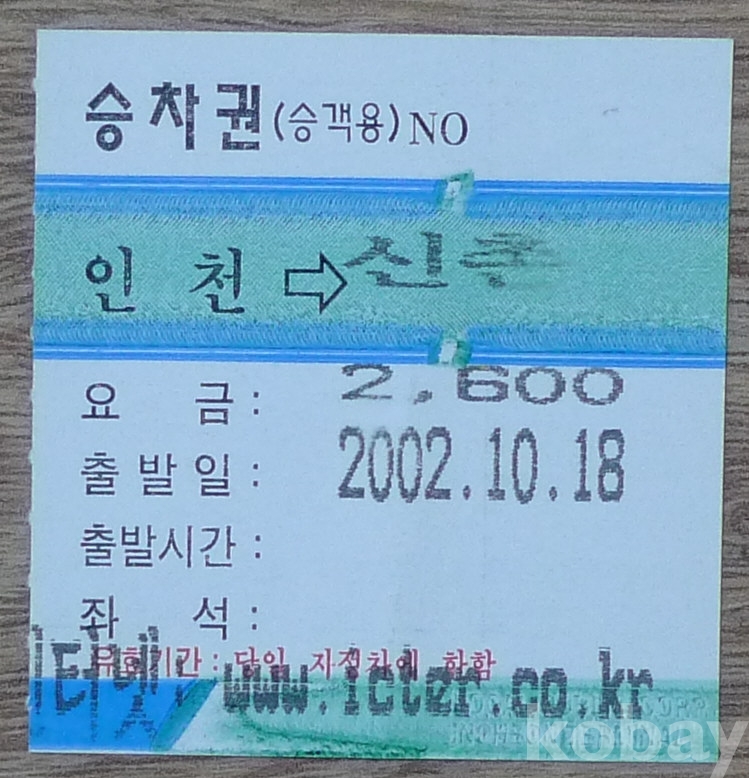 승차권(승객용)NO
인 천 ⇨ 신
요 금 : 2,600
출 발 일 : 2002.10.18
출발시간 :
좌 석 :
유효기간 : 당일 지정차에 한함
www.icter.co.kr
kobay